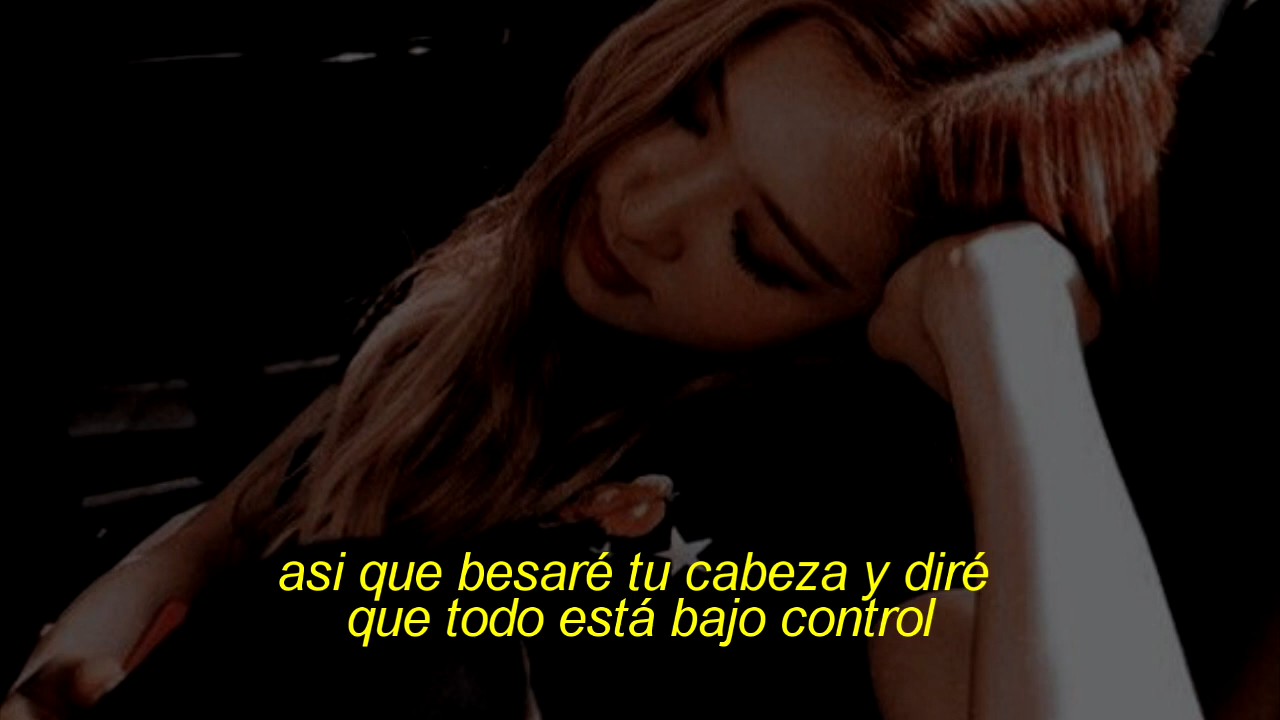 asi que besaré tu cabeza y diré
que todo está bajo control